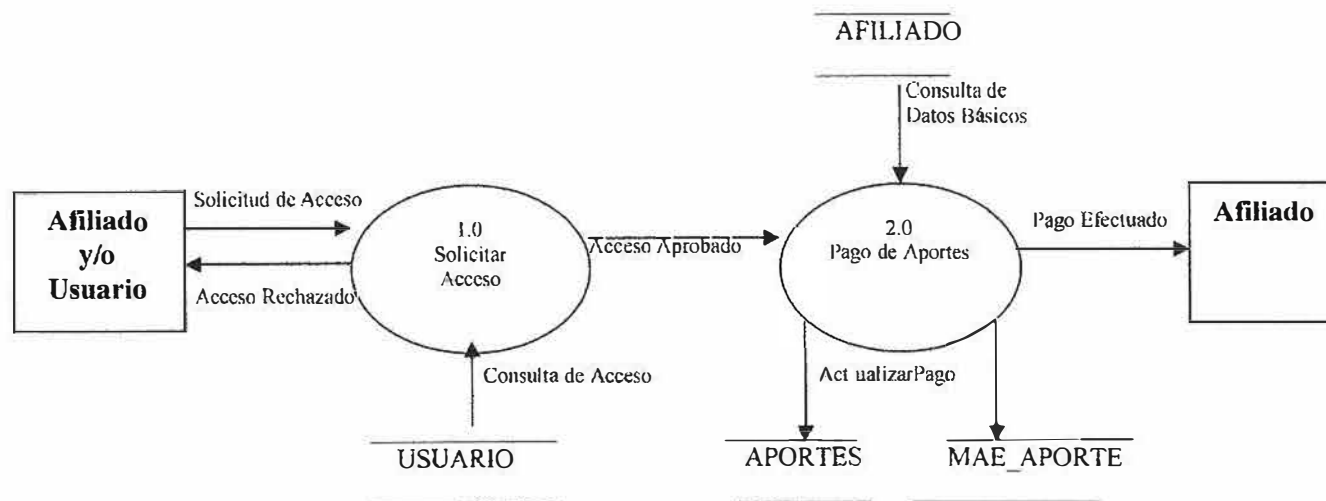 AFILIADO
Consulta de
Datos Básicos
Afiliado
y/o
Usuario
Solicitud de Acceso
Acceso Rechazado
1.0
Solicitar
Acceso
Acceso Aprobado
2.0
Pago de Aportes
Pago Efectuado
Afiliado
Consulta de Acceso
Act ualizarPago
USUARIO
APORTES
MAE_APORTE